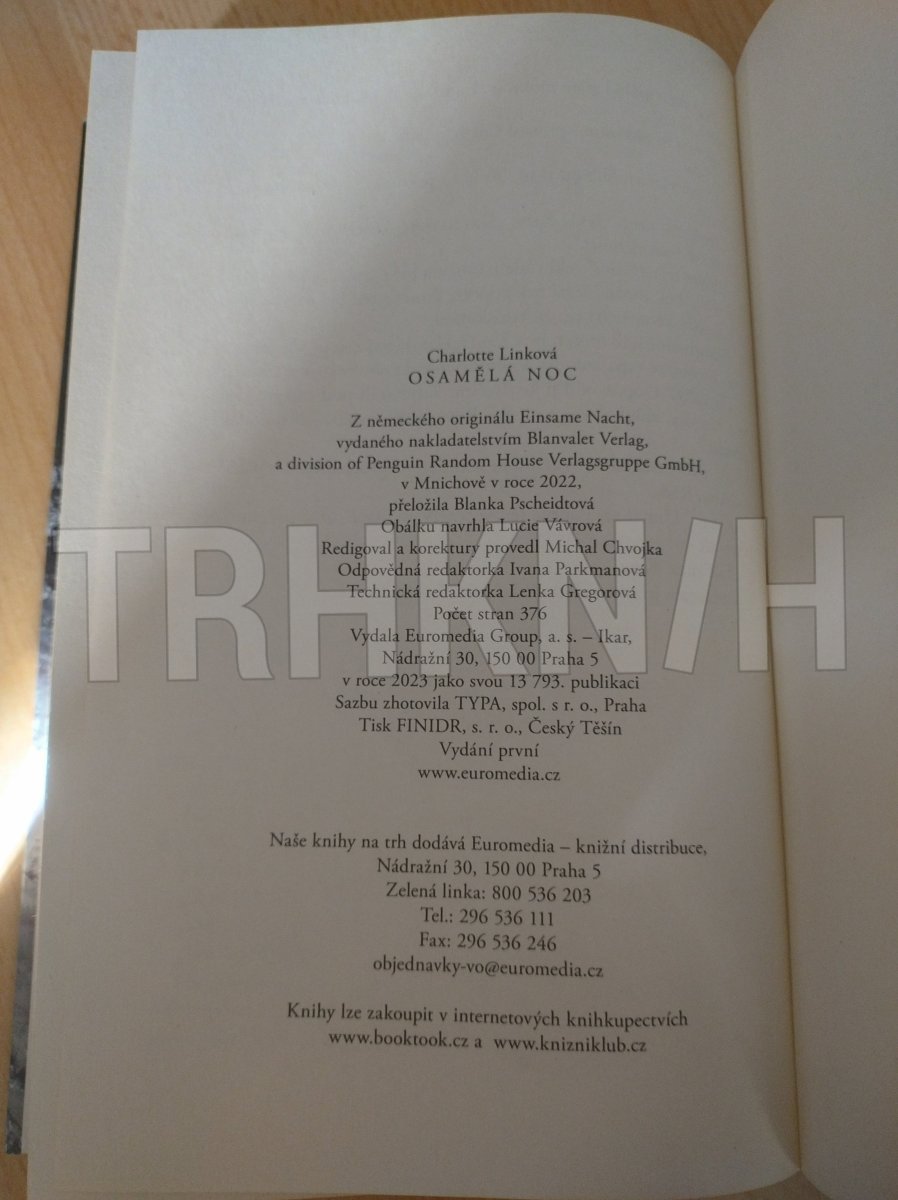 Charlotte Linková
OSAMĚLÁ NOC
Z německého originálu Einsame Nacht,
vydaného nakladatelstvím Blanvalet Verlag,
a division of Penguin Random House Verlagsgruppe GmbH,
v Mnichově v roce 2022,
přeložila Blanka Pscheidtová
Obálku navrhla Lucie Vávrová
Redigoval a korektury provedl Michal Chvojka
Odpovědná redaktorka Ivana Parkmanová
Technická redaktorka Lenka Gregorová
Počet stran 376
Vydala Euromedia Group, a. s. – Ikar,
Nádražní 30, 150 00 Praha 5
v roce 2023 jako svou 13 793. publikaci
Sazbu zhotovila TYPA, spol. s r. o., Praha
Tisk FINIDR, s. r. o., Český Těšín
Vydání první
www.euromedia.cz
Naše knihy na trh dodává Euromedia – knižní distribuce,
Nádražní 30, 150 00 Praha 5
Zelená linka: 800 536 203
Tel.: 296 536 111
Fax: 296 536 246
objednavky-vo@euromedia.cz
Knihy lze zakoupit v internetových knihkupectvích
www.booktook.cz a www.knizniklub.cz
TRHKN/H